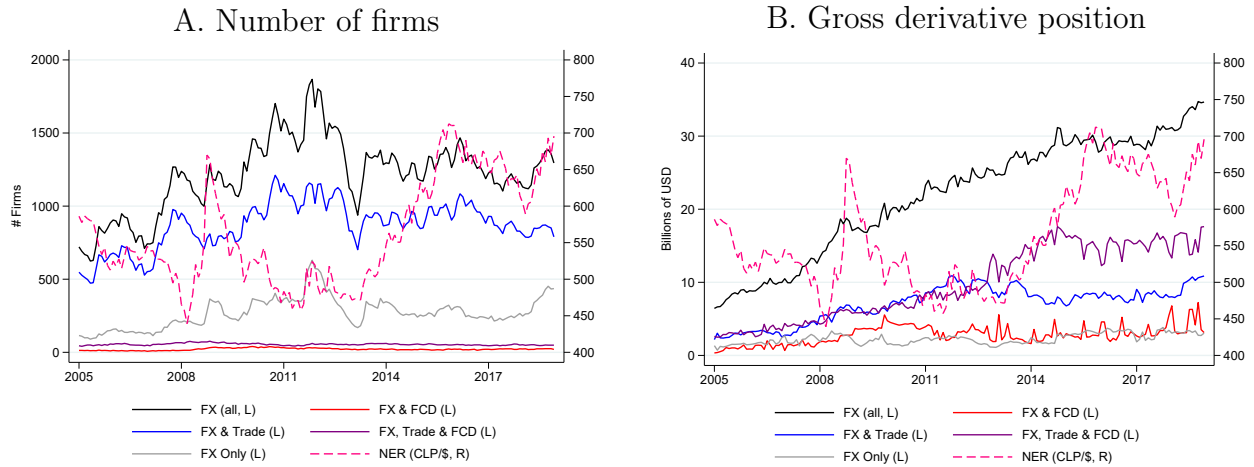 A. Number of firms
2000
1500
1000
500
0
# Firms
800
750
700
650
600
550
500
450
400
2005 2008 2011 2014 2017
FX (all, L) FX & FCD (L)
FX & Trade (L) FX, Trade & FCD (L)
FX Only (L) NER (CLP/$, R)
B. Gross derivative position
40
30
20
10
0
Billions of USD
800
750
700
650
600
550
500
450
400
2005 2008 2011 2014 2017
FX (all, L) FX & FCD (L)
FX & Trade (L) FX, Trade & FCD (L)
FX Only (L) NER (CLP/$, R)